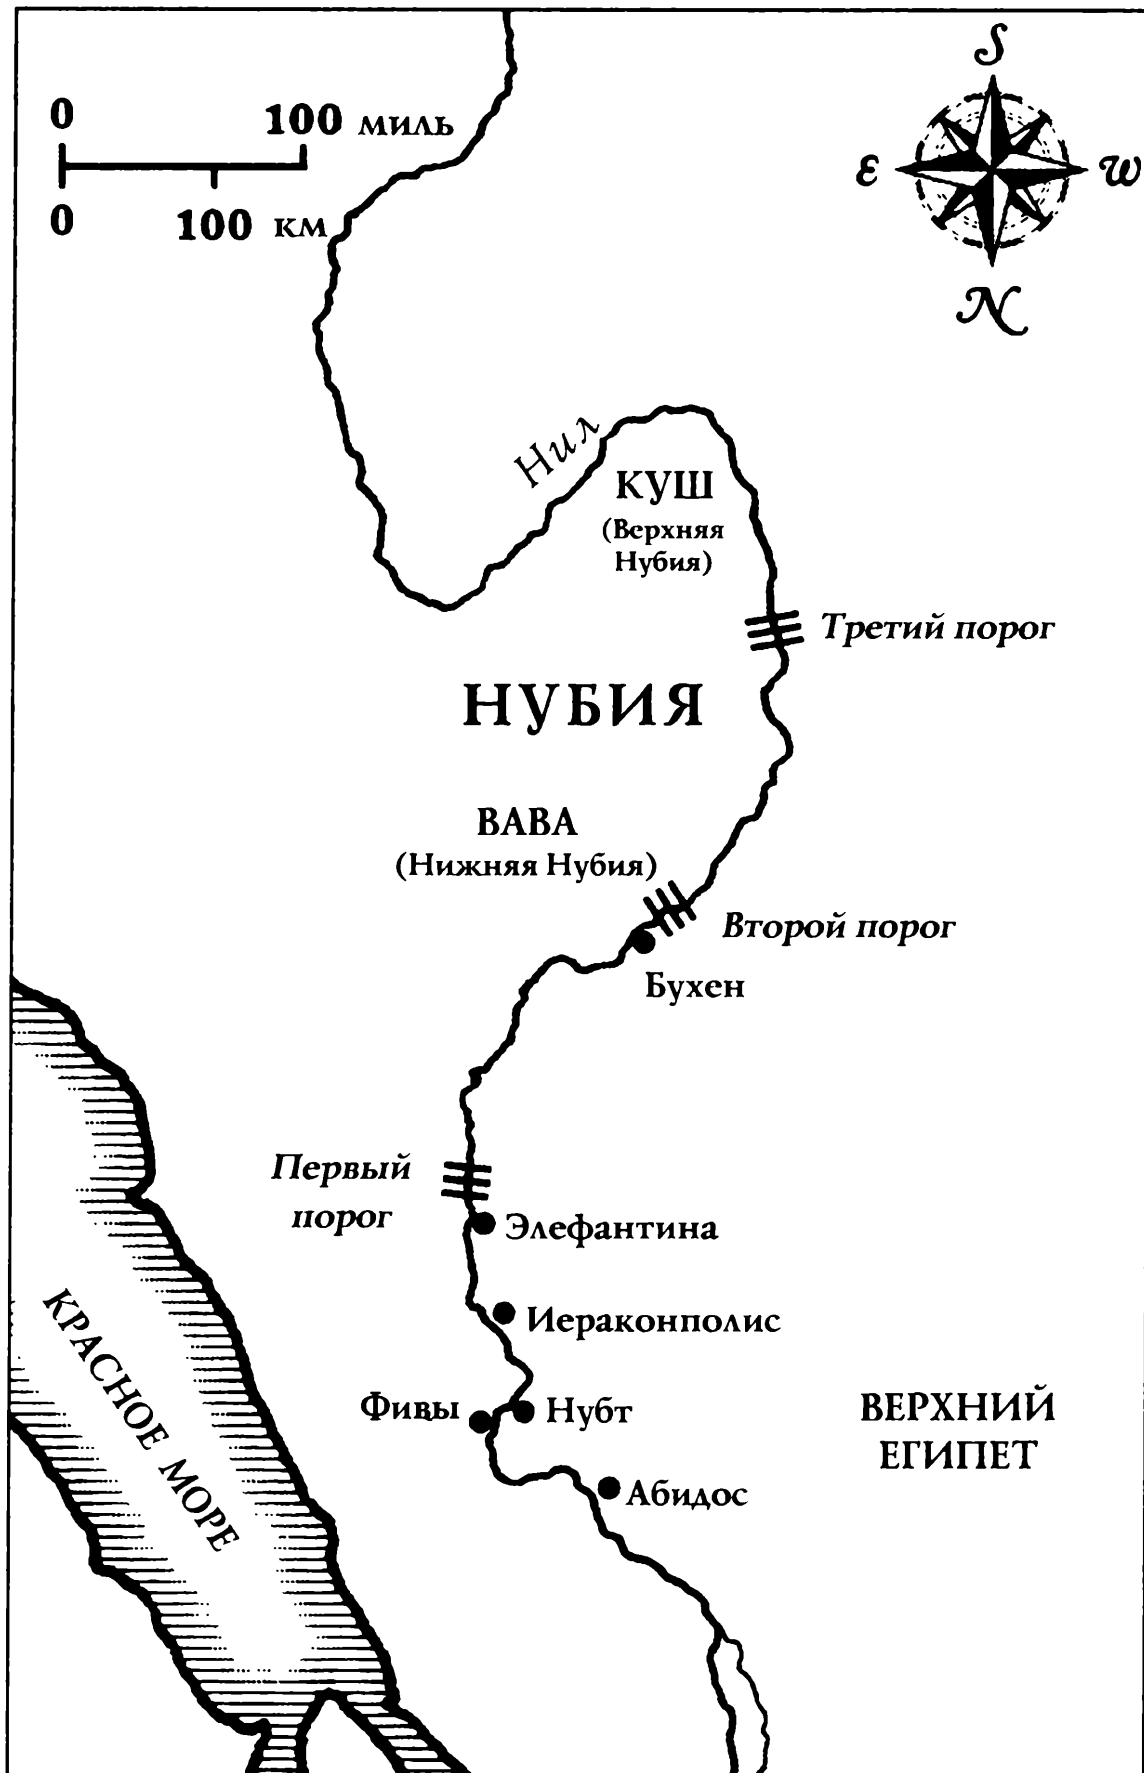 S
0 100 миль
E W
0 100 км
N
Нил
КУШ
(Верхняя
Нубия)
Третий порог
НУБИЯ
ВАВА
(Нижняя Нубия)
Второй порог
Бухен
Первый
порог
Элефантина
Иераконполис
КРАСНОЕ МОРЕ
Фивы
Нубт
ВЕРХНИЙ
ЕГИПЕТ
Абидос